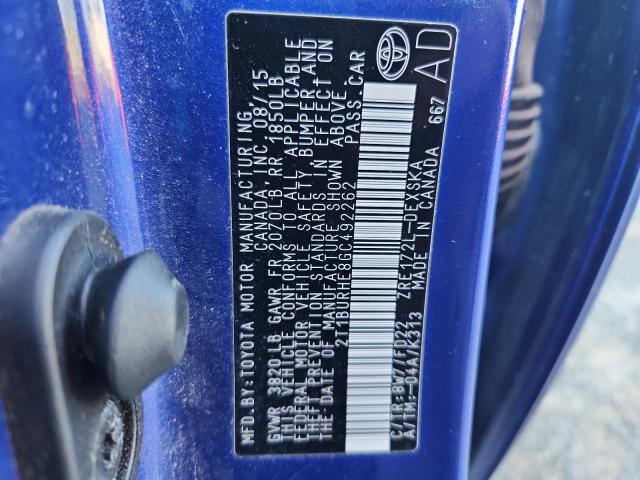 MFD. BY: TOYOTA MOTOR MANUFACTURING
CANADA, INC. 08/15
GVWR 3820 LB GAWR FR 2070LB, RR 1850LB
THIS VEHICLE CONFORMS TO ALL APPLICABLE
FEDERAL MOTOR VEHICLE SAFETY, BUMPER AND
THEFT PREVENTION STANDARDS IN EFFECT ON
THE DATE OF MANUFACTURE SHOWN ABOVE.
2T1BURHE8GC492262 PASS. CAR
C/TR: 8W7/FD22 ZRE172L-DEXSKA
A/TM: -04A/K313 MADE IN CANADA 667
AD